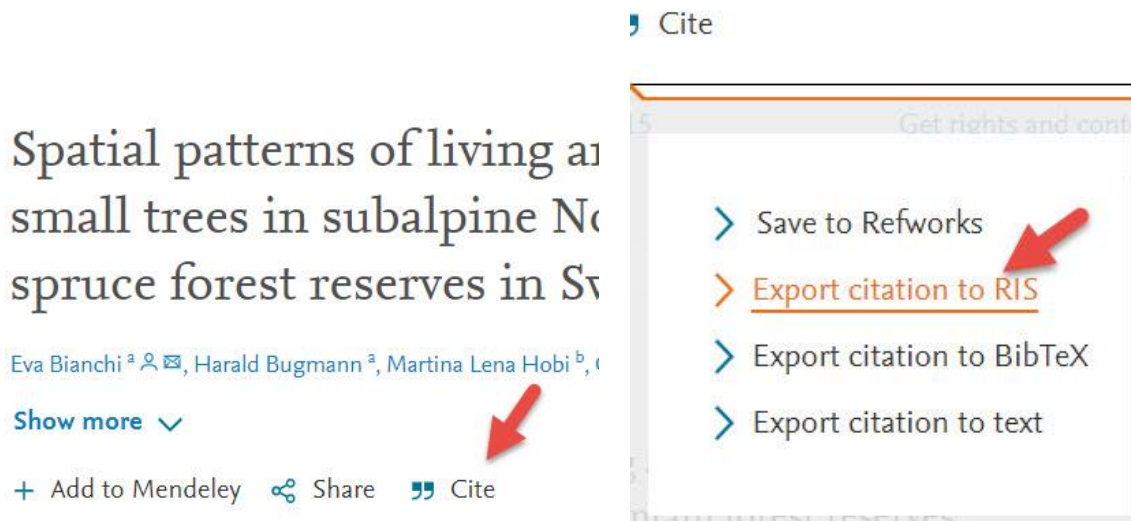 Spatial patterns of living a
small trees in subalpine No
spruce forest reserves in Sv
Eva Bianchi a, Harald Bugmann a, Martina Lena Hobi b,
Show more
+ Add to Mendeley Share Cite
Cite
15 Get rights and cont
Save to Refworks
Export citation to RIS
Export citation to BibTeX
Export citation to text